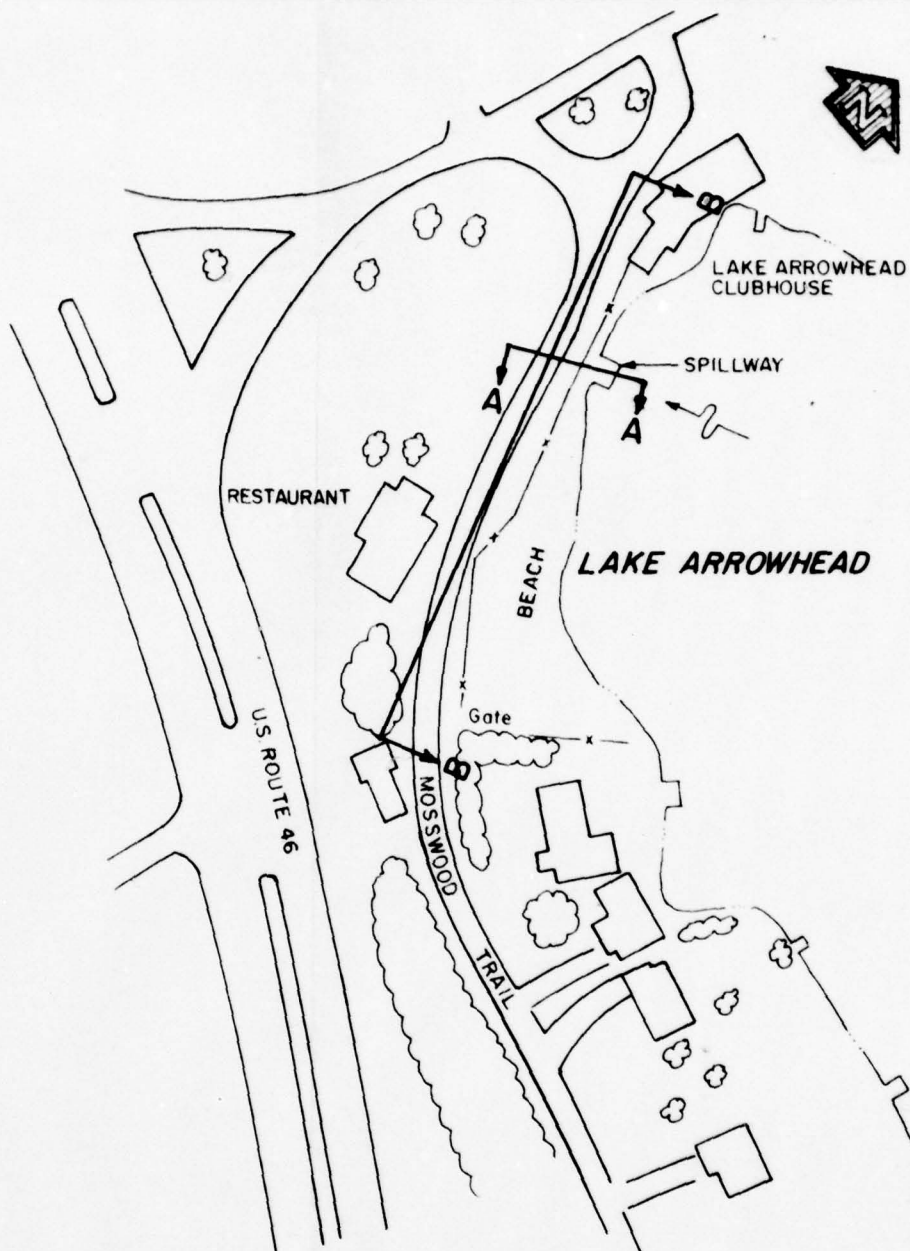 N
B
LAKE ARROWHEAD
CLUBHOUSE
SPILLWAY
A
A
RESTAURANT
LAKE ARROWHEAD
BEACH
Gate
B
U.S. ROUTE 46
MOSSWOOD
TRAIL